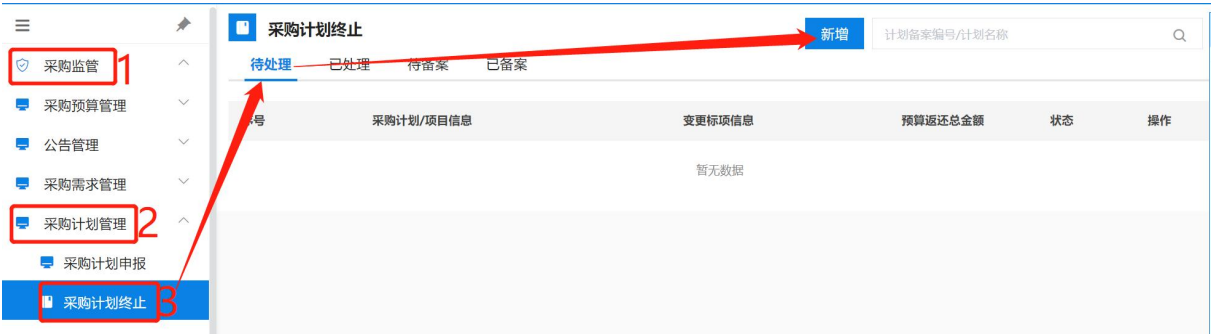 采购监管 1
采购预算管理
公告管理
采购需求管理
采购计划管理 2
采购计划申报
采购计划终止 3
采购计划终止
新增
计划备案编号/计划名称
待处理 已处理 待备案 已备案
号 采购计划/项目信息 变更标项信息 预算返还总金额 状态 操作
暂无数据